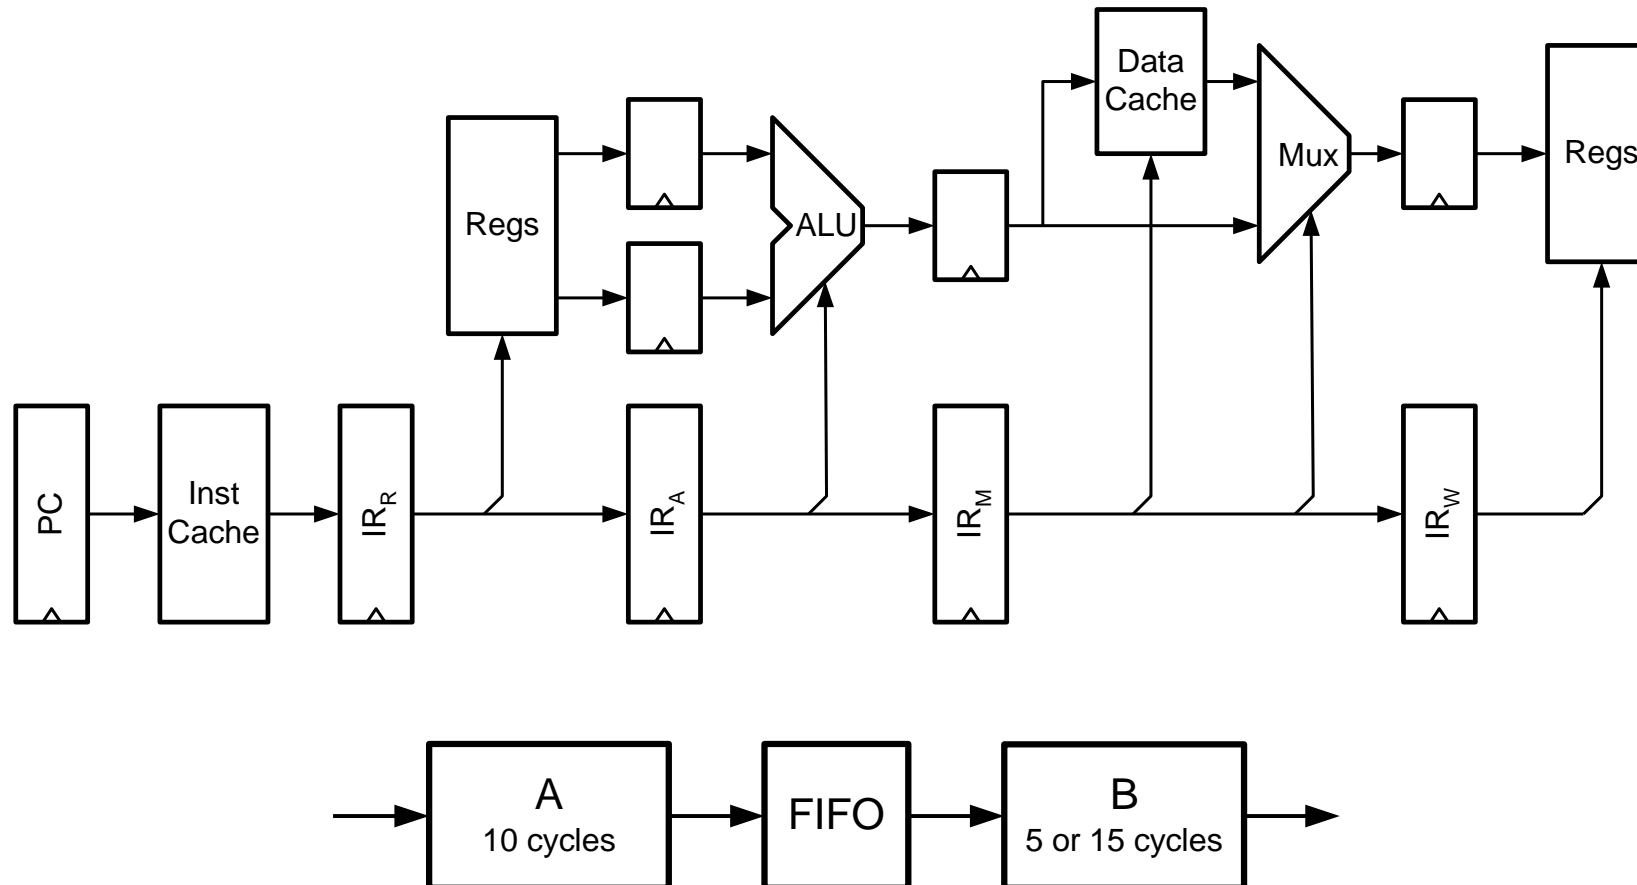 Data
Cache
Mux
Regs
Regs
ALU
PC
Inst
Cache
IR_R
IR_A
IR_M
IR_W
A
10 cycles
FIFO
B
5 or 15 cycles